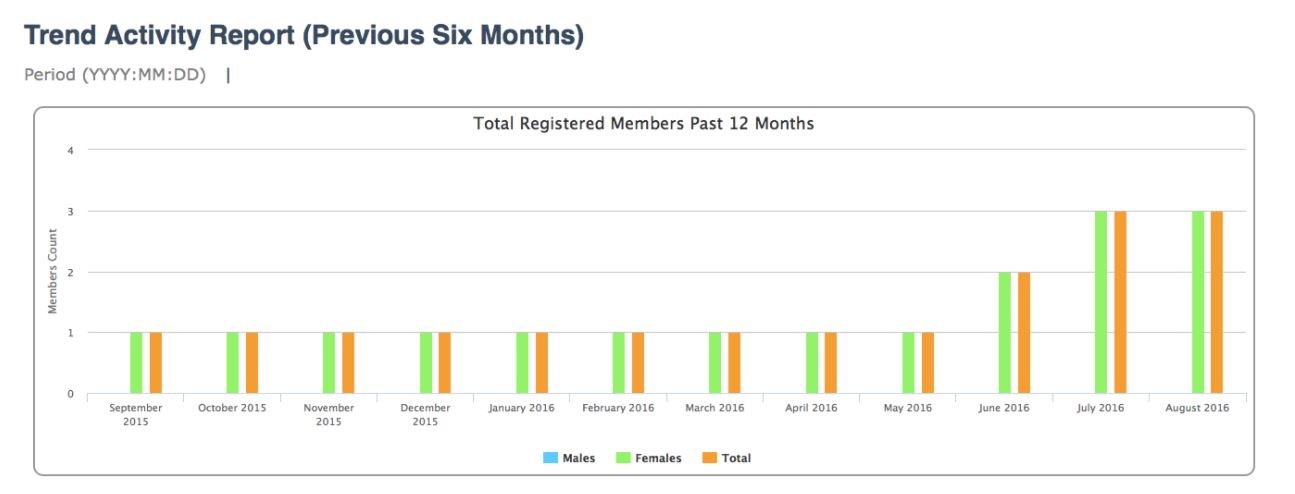 Trend Activity Report (Previous Six Months)
Period (YYYY:MM:DD) |
Total Registered Members Past 12 Months
Members Count
4
3
2
1
0
September 2015
October 2015
November 2015
December 2015
January 2016
February 2016
March 2016
April 2016
May 2016
June 2016
July 2016
August 2016
Males
Females
Total